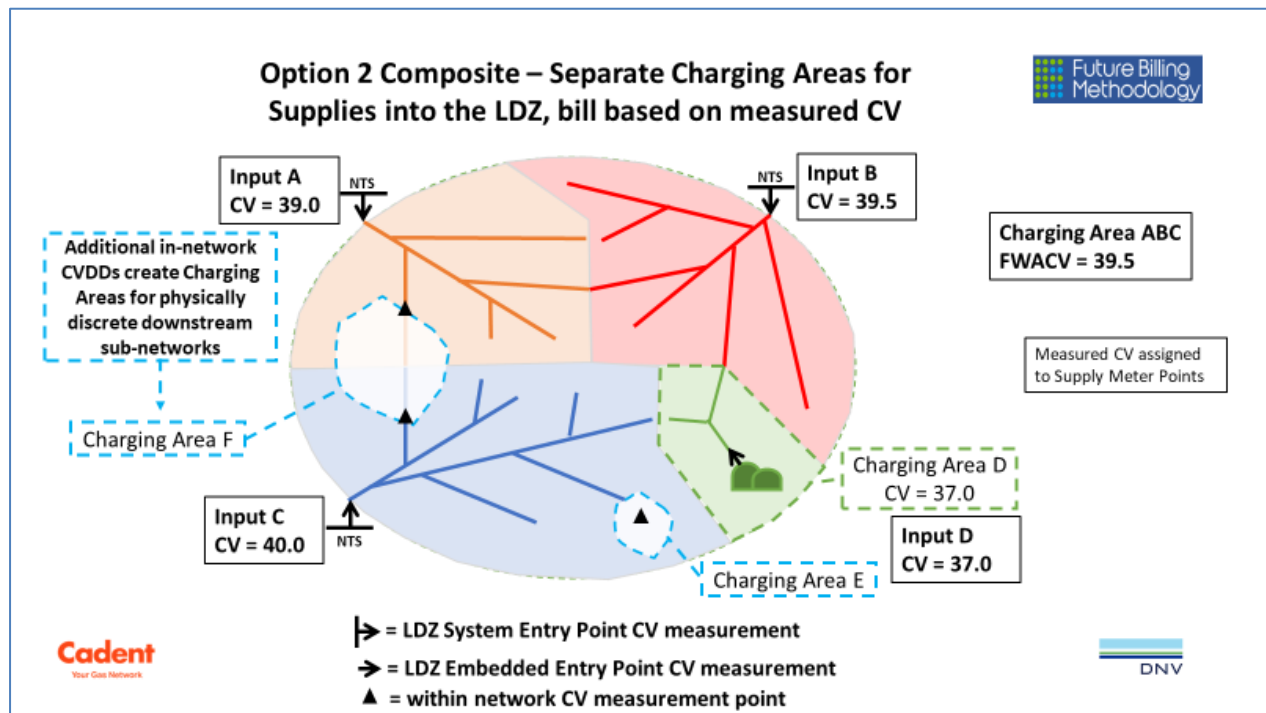 Option 2 Composite – Separate Charging Areas for
Supplies into the LDZ, bill based on measured CV
Future Billing
Methodology
Input A
CV = 39.0
NTS
NTS
Input B
CV = 39.5
Additional in-network
CVDDs create Charging
Areas for physically
discrete downstream
sub-networks
Charging Area ABC
FWACV = 39.5
Measured CV assigned
to Supply Meter Points
Charging Area F
Charging Area D
CV = 37.0
Input C
CV = 40.0
NTS
Input D
CV = 37.0
Charging Area E
= LDZ System Entry Point CV measurement
= LDZ Embedded Entry Point CV measurement
= within network CV measurement point
Cadent
Your Gas Network
DNV